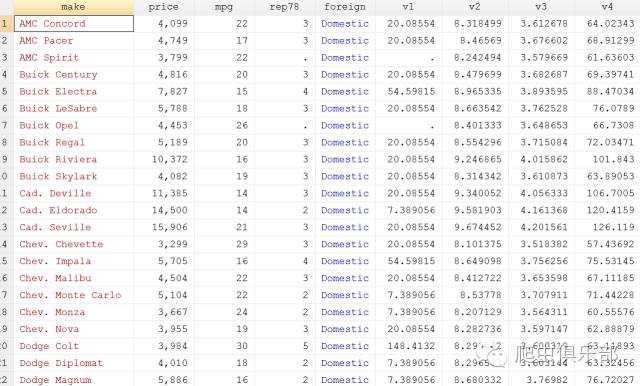 make price mpg rep78 foreign v1 v2 v3 v4
1 AMC Concord 4,099 22 3 Domestic 20.08554 8.318499 3.612678 64.02343
2 AMC Pacer 4,749 17 3 Domestic 20.08554 8.46569 3.676602 68.91299
3 AMC Spirit 3,799 22 . Domestic . 8.242494 3.579669 61.63603
4 Buick Century 4,816 20 3 Domestic 20.08554 8.479699 3.682687 69.39741
5 Buick Electra 7,827 15 4 Domestic 54.59815 8.965335 3.893595 88.47034
6 Buick LeSabre 5,788 18 3 Domestic 20.08554 8.663542 3.762528 76.0789
7 Buick Opel 4,453 26 . Domestic . 8.401333 3.648653 66.7308
8 Buick Regal 5,189 20 3 Domestic 20.08554 8.554296 3.715084 72.03471
9 Buick Riviera 10,372 16 3 Domestic 20.08554 9.246865 4.015862 101.843
0 Buick Skylark 4,082 19 3 Domestic 20.08554 8.314342 3.610873 63.89053
1 Cad. Deville 11,385 14 3 Domestic 20.08554 9.340052 4.056333 106.7005
2 Cad. Eldorado 14,500 14 2 Domestic 7.389056 9.581903 4.161368 120.4159
3 Cad. Seville 15,906 21 3 Domestic 20.08554 9.674452 4.201561 126.119
4 Chev. Chevette 3,299 29 3 Domestic 20.08554 8.101375 3.518382 57.43692
5 Chev. Impala 5,705 16 4 Domestic 54.59815 8.649098 3.756256 75.53145
6 Chev. Malibu 4,504 22 3 Domestic 20.08554 8.412722 3.653598 67.11185
7 Chev. Monte Carlo 5,104 22 2 Domestic 7.389056 8.53778 3.707911 71.44228
8 Chev. Monza 3,667 24 2 Domestic 7.389056 8.207129 3.564311 60.55576
9 Chev. Nova 3,955 19 3 Domestic 20.08554 8.282736 3.597147 62.88879
0 Dodge Colt 3,984 30 5 Domestic 148.4132 63.11893
1 Dodge Diplomat 4,010 18 2 Domestic 7.389056
2 Dodge Magnum 5,886 16 2 Domestic 7.389056 8.680332 3.76982 76.72027
爬虫俱乐部